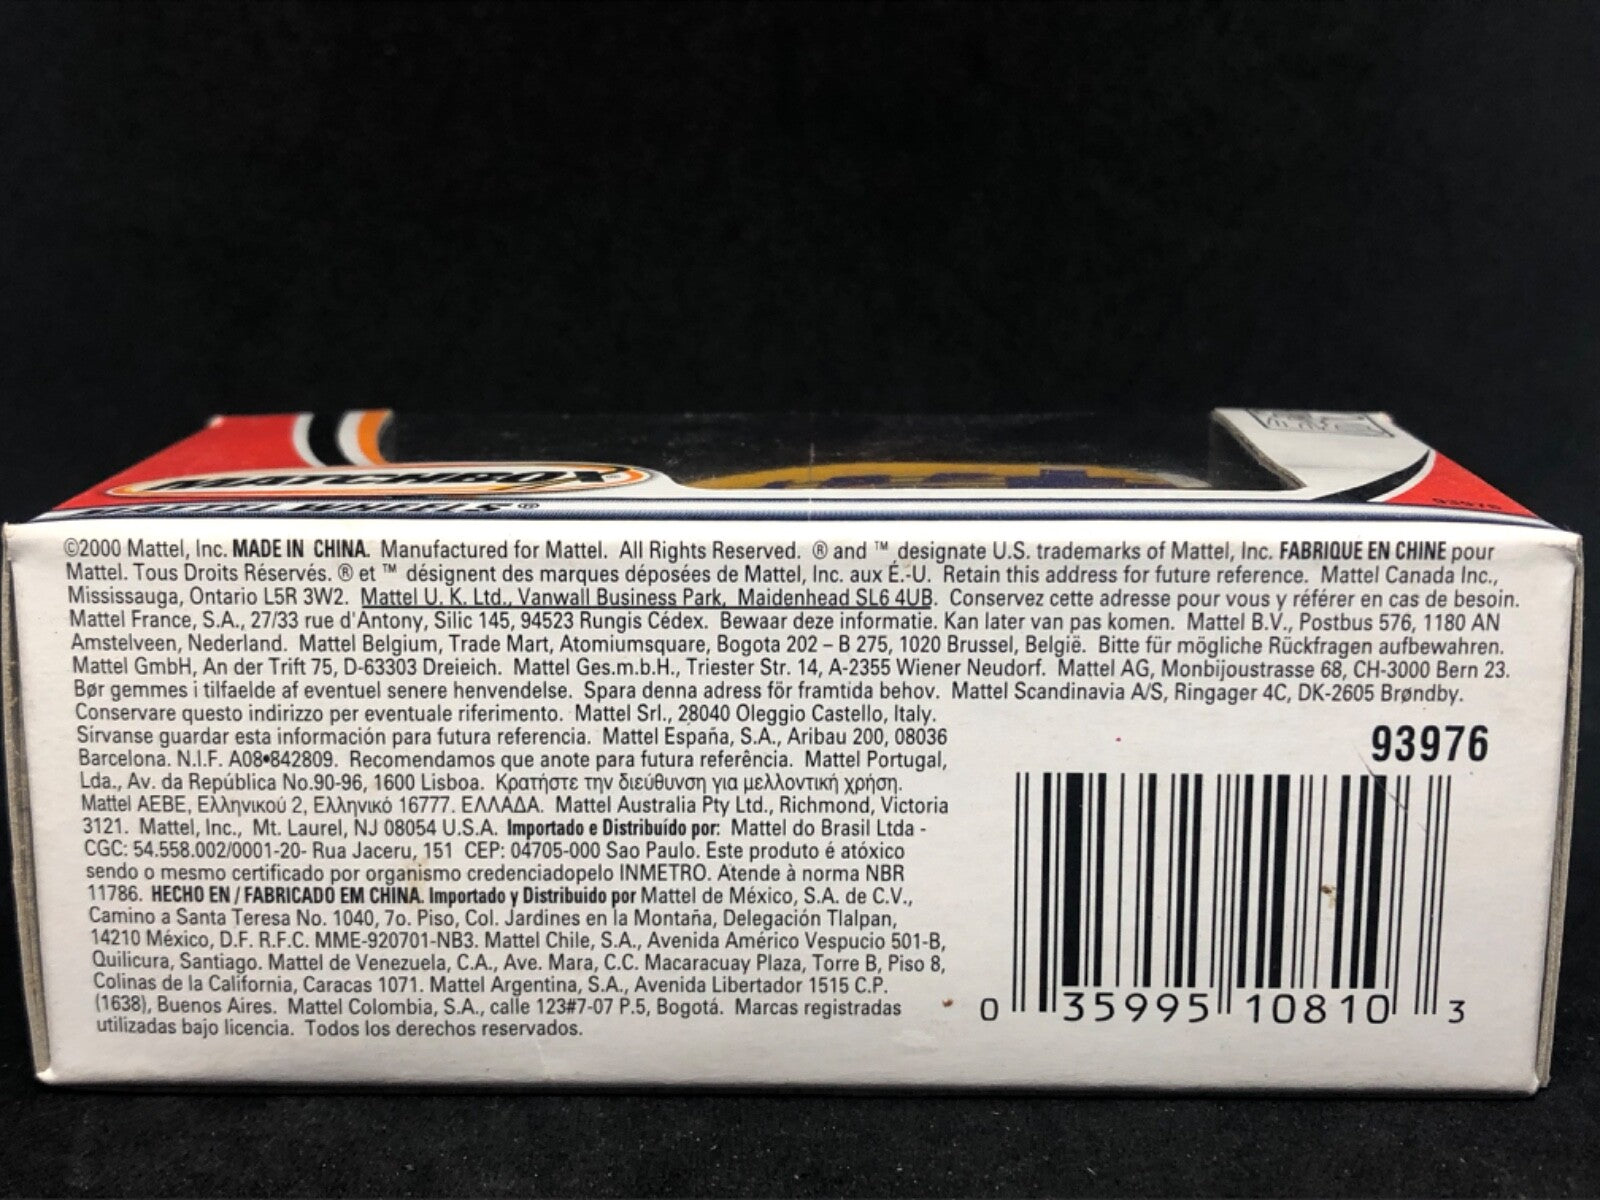 MATCHBOX
BATTLE WHEELS®
93976
©2000 Mattel, Inc. MADE IN CHINA. Manufactured for Mattel. All Rights Reserved. ® and ™ designate U.S. trademarks of Mattel, Inc. FABRIQUE EN CHINE pour
Mattel. Tous Droits Réservés. ® et ™ désignent des marques déposées de Mattel, Inc. aux É.-U. Retain this address for future reference. Mattel Canada Inc.,
Mississauga, Ontario L5R 3W2. Mattel U. K. Ltd., Vanwall Business Park, Maidenhead SL6 4UB. Conservez cette adresse pour vous y référer en cas de besoin.
Mattel France, S.A., 27/33 rue d'Antony, Silic 145, 94523 Rungis Cédex. Bewaar deze informatie. Kan later van pas komen. Mattel B.V., Postbus 576, 1180 AN
Amstelveen, Nederland. Mattel Belgium, Trade Mart, Atomiumsquare, Bogota 202 – B 275, 1020 Brussel, België. Bitte für mögliche Rückfragen aufbewahren.
Mattel GmbH, An der Trift 75, D-63303 Dreieich. Mattel Ges.m.b.H., Triester Str. 14, A-2355 Wiener Neudorf. Mattel AG, Monbijoustrasse 68, CH-3000 Bern 23.
Bør gemmes i tilfaelde af eventuel senere henvendelse. Spara denna adress för framtida behov. Mattel Scandinavia A/S, Ringager 4C, DK-2605 Brøndby.
Conservare questo indirizzo per eventuale riferimento. Mattel Srl., 28040 Oleggio Castello, Italy.
Sírvanse guardar esta información para futura referencia. Mattel España, S.A., Aribau 200, 08036
Barcelona. N.I.F. A08•842809. Recomendamos que anote para futura referência. Mattel Portugal,
Lda., Av. da República No.90-96, 1600 Lisboa. Κρατήστε την διεύθυνση για μελλοντική χρήση.
Mattel AEBE, Ελληνικού 2, Ελληνικό 16777. ΕΛΛΑΔΑ. Mattel Australia Pty Ltd., Richmond, Victoria
3121. Mattel, Inc., Mt. Laurel, NJ 08054 U.S.A. Importado e Distribuído por: Mattel do Brasil Ltda -
CGC: 54.558.002/0001-20- Rua Jaceru, 151 CEP: 04705-000 Sao Paulo. Este produto é atóxico
sendo o mesmo certificado por organismo credenciadopelo INMETRO. Atende à norma NBR
11786. HECHO EN / FABRICADO EM CHINA. Importado y Distribuido por Mattel de México, S.A. de C.V.,
Camino a Santa Teresa No. 1040, 7o. Piso, Col. Jardines en la Montaña, Delegación Tlalpan,
14210 México, D.F. R.F.C. MME-920701-NB3. Mattel Chile, S.A., Avenida Américo Vespucio 501-B,
Quilicura, Santiago. Mattel de Venezuela, C.A., Ave. Mara, C.C. Macaracuay Plaza, Torre B, Piso 8,
Colinas de la California, Caracas 1071. Mattel Argentina, S.A., Avenida Libertador 1515 C.P.
(1638), Buenos Aires. Mattel Colombia, S.A., calle 123#7-07 P.5, Bogotá. Marcas registradas
utilizadas bajo licencia. Todos los derechos reservados.
93976
0 35995 10810 3